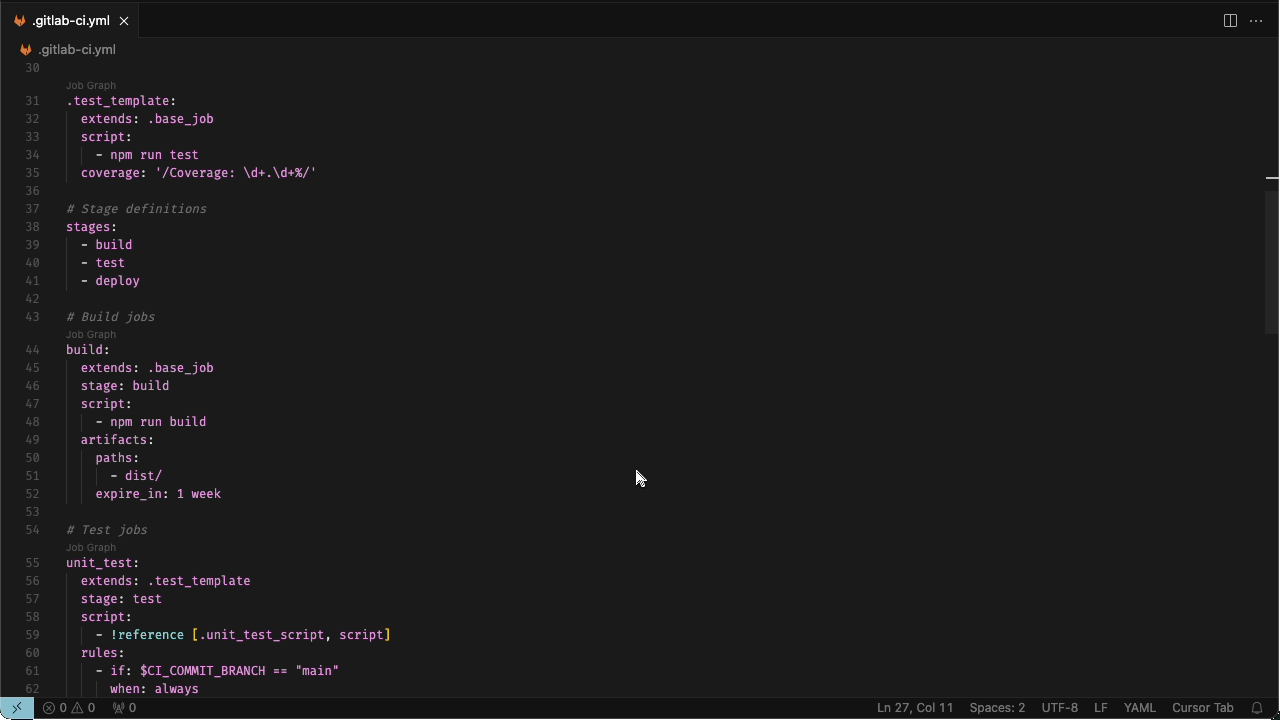 .gitlab-ci.yml
.gitlab-ci.yml
30
Job Graph
31 .test_template:
32   extends: .base_job
33   script:
34     - npm run test
35   coverage: '/Coverage: \d+.\d+%/'
36
37 # Stage definitions
38 stages:
39   - build
40   - test
41   - deploy
42
43 # Build jobs
Job Graph
44 build:
45   extends: .base_job
46   stage: build
47   script:
48     - npm run build
49   artifacts:
50     paths:
51       - dist/
52     expire_in: 1 week
53
54 # Test jobs
Job Graph
55 unit_test:
56   extends: .test_template
57   stage: test
58   script:
59     - !reference [.unit_test_script, script]
60   rules:
61     - if: $CI_COMMIT_BRANCH == "main"
62       when: always
0 0 0 Ln 27, Col 11 Spaces: 2 UTF-8 LF YAML Cursor Tab